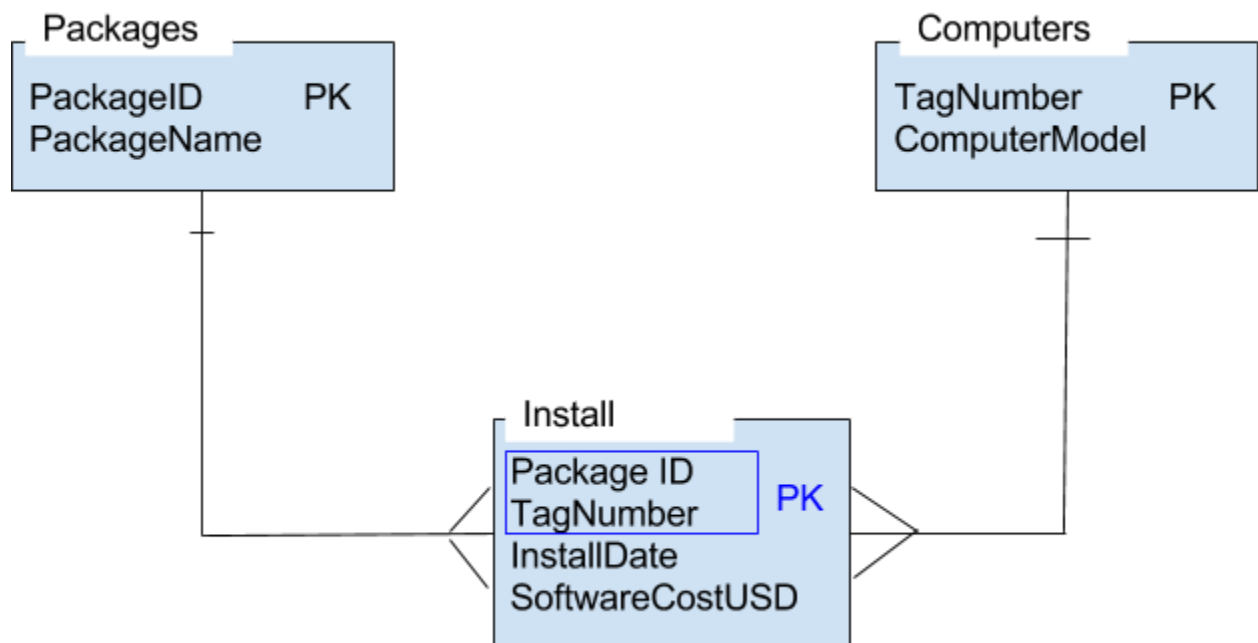 Packages
PackageID PK
PackageName
Computers
TagNumber PK
ComputerModel
Install
Package ID
TagNumber
PK
InstallDate
SoftwareCostUSD